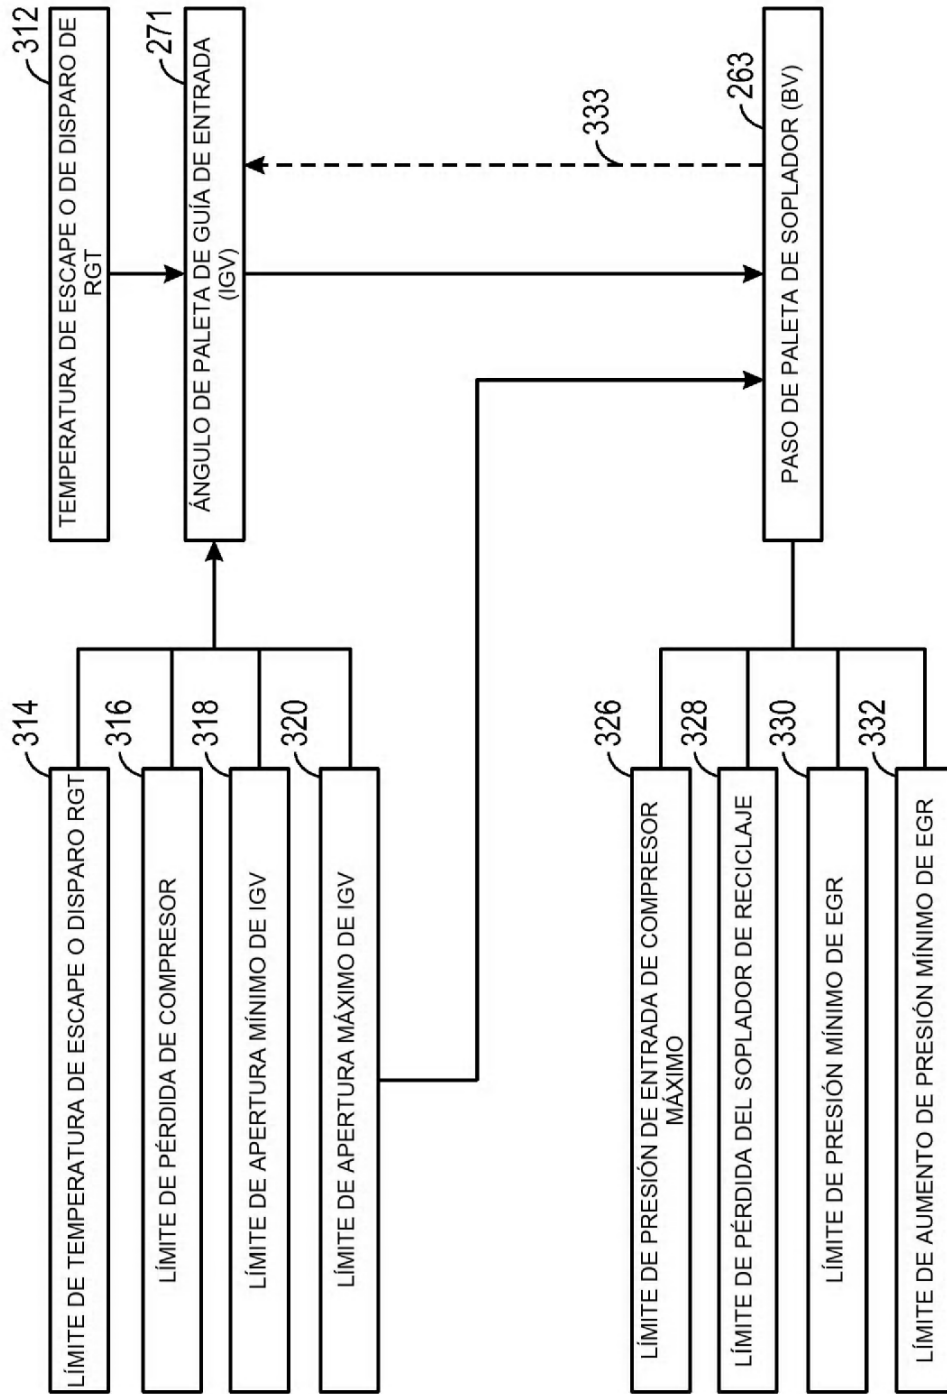 312
TEMPERATURA DE ESCAPE O DE DISPARO DE
RGT
271
ÁNGULO DE PALETA DE GUÍA DE ENTRADA
(IGV)
314
LÍMITE DE TEMPERATURA DE ESCAPE O DISPARO RGT
316
LÍMITE DE PÉRDIDA DE COMPRESOR
318
LÍMITE DE APERTURA MÍNIMO DE IGV
320
LÍMITE DE APERTURA MÁXIMO DE IGV
333
263
PASO DE PALETA DE SOPLADOR (BV)
326
LÍMITE DE PRESIÓN DE ENTRADA DE COMPRESOR
MÁXIMO
328
LÍMITE DE PÉRDIDA DEL SOPLADOR DE RECICLAJE
330
LÍMITE DE PRESIÓN MÍNIMO DE EGR
332
LÍMITE DE AUMENTO DE PRESIÓN MÍNIMO DE EGR